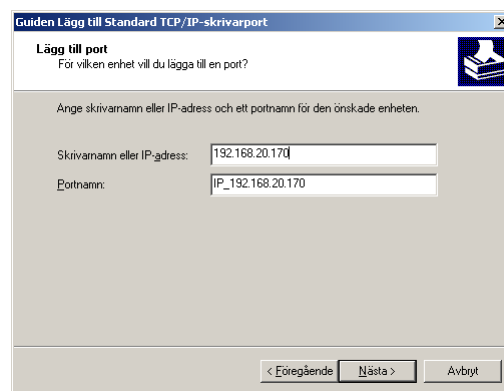 Guiden Lägg till Standard TCP/IP-skrivarport
Lägg till port
För vilken enhet vill du lägga till en port?
Ange skrivarnamn eller IP-adress och ett portnamn för den önskade enheten.
Skrivarnamn eller IP-adress: 192.168.20.170
Portnamn: IP_192.168.20.170
< Föregående Nästa > Avbryt